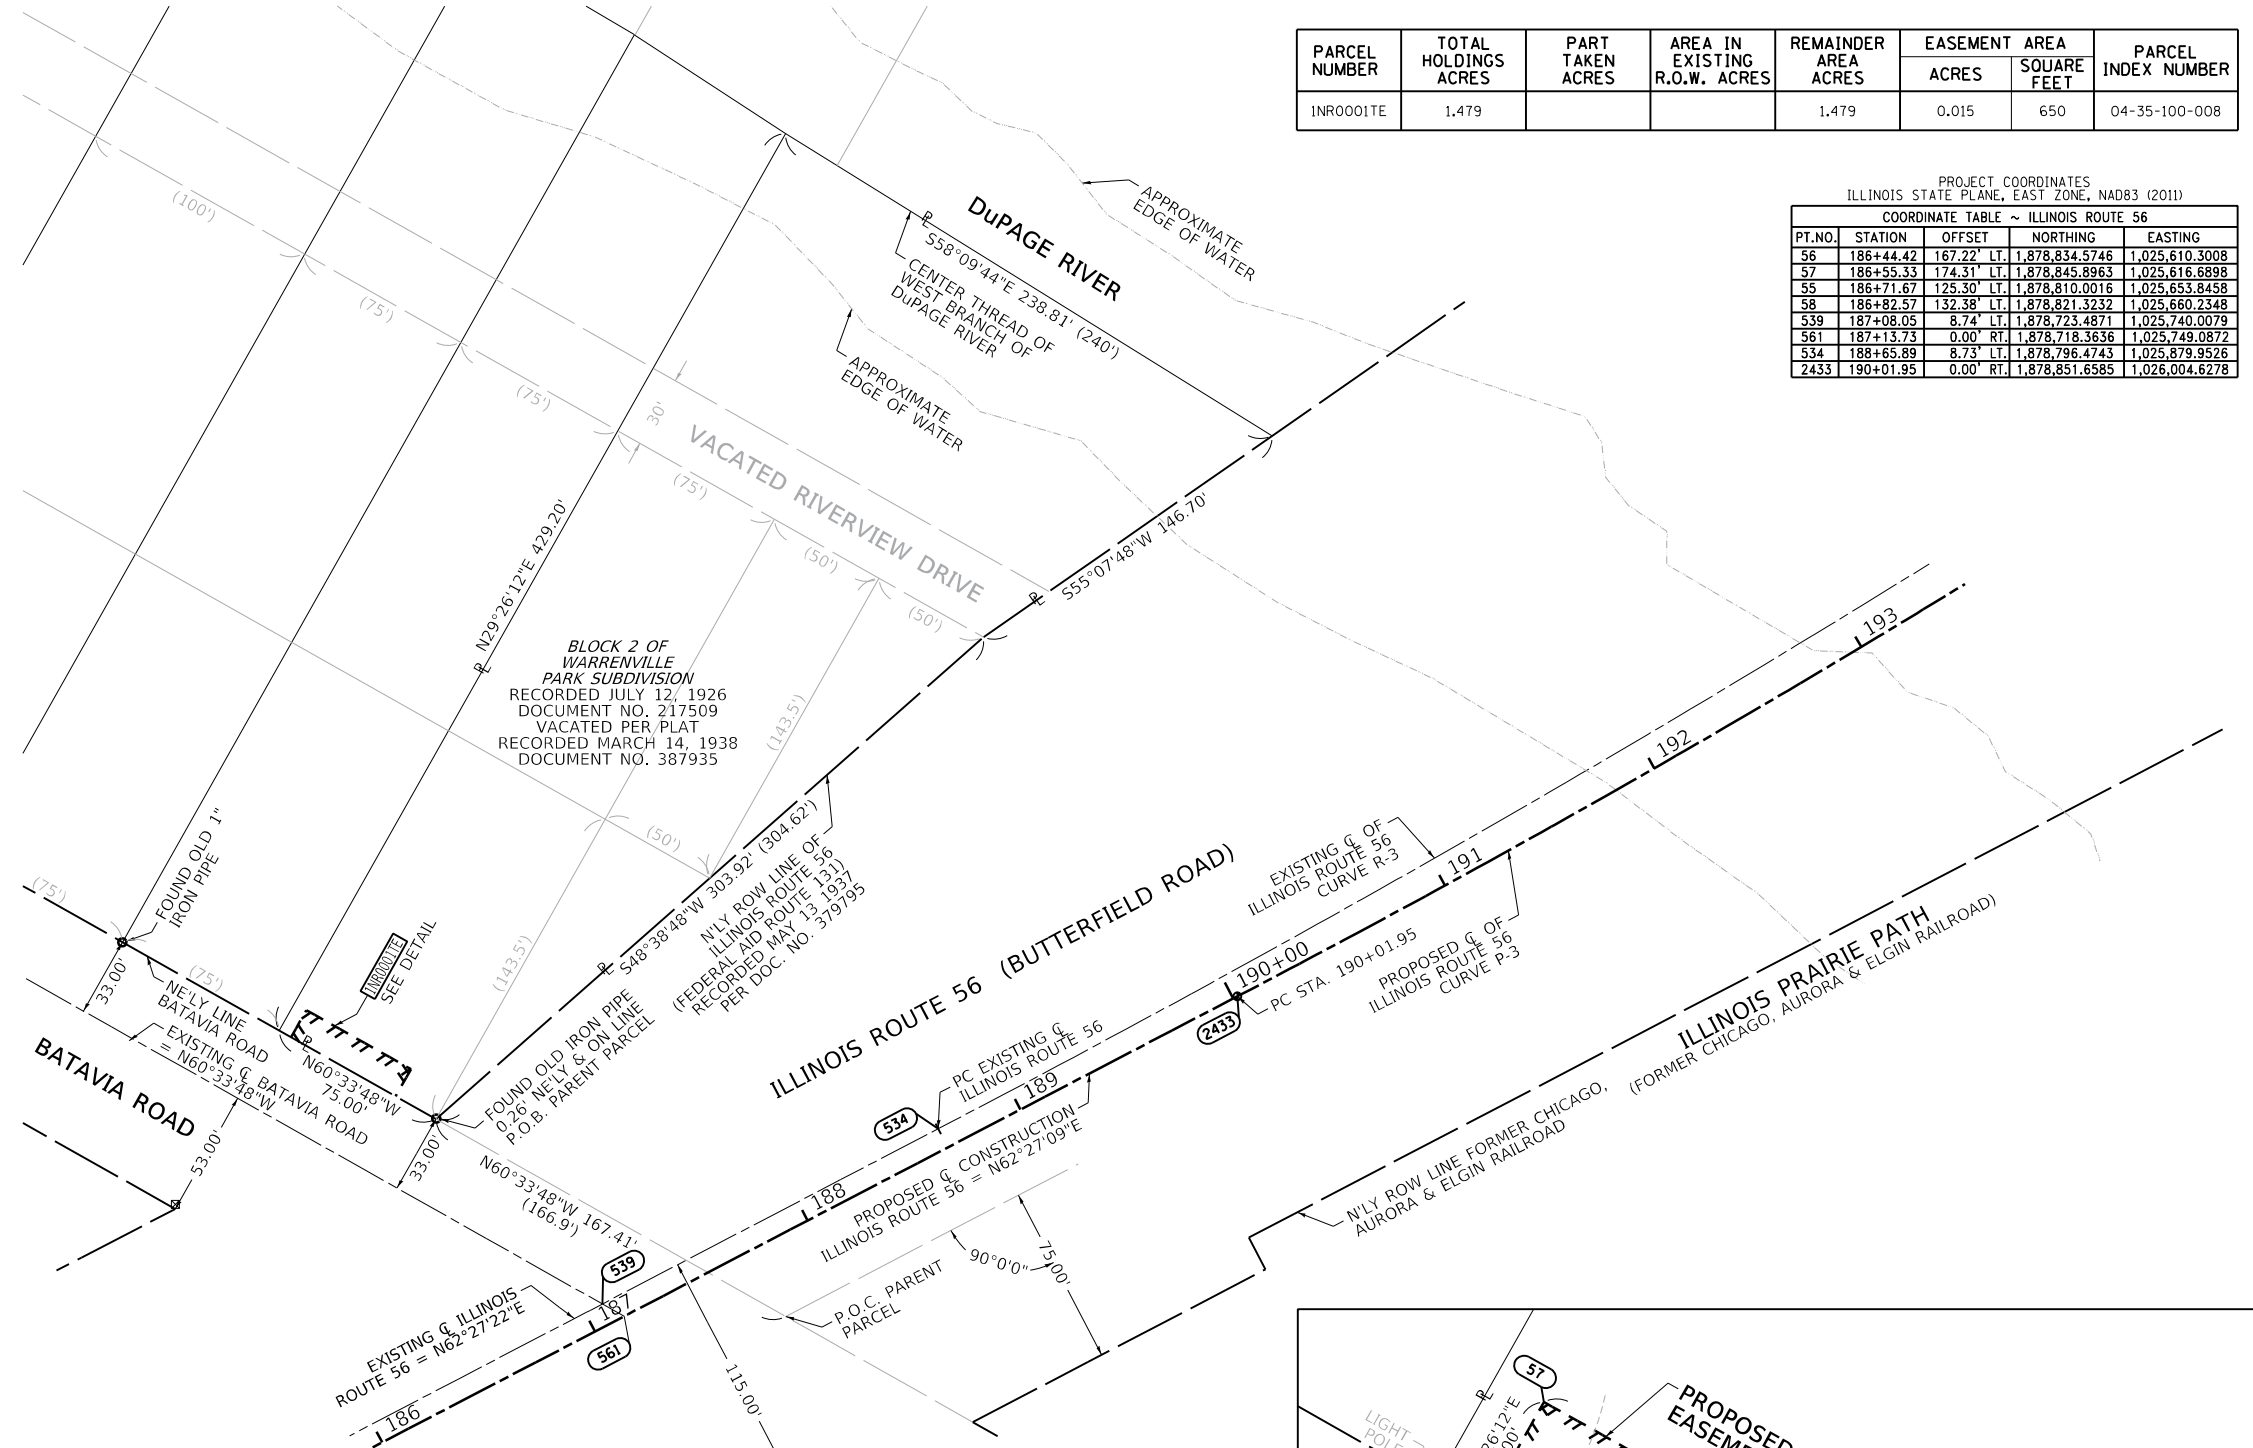 PARCEL NUMBER
TOTAL HOLDINGS ACRES
PART TAKEN ACRES
AREA IN EXISTING R.O.W. ACRES
REMAINDER AREA ACRES
EASEMENT AREA
ACRES
SQUARE FEET
PARCEL INDEX NUMBER
1NR0001TE 1.479 1.479 0.015 650 04-35-100-008
PROJECT COORDINATES
ILLINOIS STATE PLANE, EAST ZONE, NAD83 (2011)
COORDINATE TABLE ~ ILLINOIS ROUTE 56
PT.NO. STATION OFFSET NORTHING EASTING
56 186+44.42 167.22' LT. 1,878,834.5746 1,025,610.3008
57 186+55.33 174.31' LT. 1,878,845.8963 1,025,616.6898
55 186+71.67 125.30' LT. 1,878,810.0016 1,025,653.8458
58 186+82.57 132.38' LT. 1,878,821.3232 1,025,660.2348
539 187+08.05 8.74' LT. 1,878,723.4871 1,025,740.0079
561 187+13.73 0.00' RT. 1,878,718.3636 1,025,749.0872
534 188+65.89 8.73' LT. 1,878,796.4743 1,025,879.9526
2433 190+01.95 0.00' RT. 1,878,851.6585 1,026,004.6278
(100')
(75')
(75')
(75')
(50')
(50')
30'
APPROXIMATE
EDGE OF WATER
DuPAGE RIVER
S58°09'44"E 238.81' (240')
CENTER THREAD OF
WEST BRANCH OF
DuPAGE RIVER
APPROXIMATE
EDGE OF WATER
VACATED RIVERVIEW DRIVE
S55°07'48"W 146.70'
N29°26'12"E 429.20'
BLOCK 2 OF
WARRENVILLE
PARK SUBDIVISION
RECORDED JULY 12, 1926
DOCUMENT NO. 217509
VACATED PER PLAT
RECORDED MARCH 14, 1938
DOCUMENT NO. 387935
(143.5')
(50')
(143.5')
S48°38'48"W 303.92' (304.62')
N'LY ROW LINE OF
ILLINOIS ROUTE 56
(FEDERAL AID ROUTE 131)
RECORDED MAY 13 1937
PER DOC. NO. 379795
FOUND OLD 1"
IRON PIPE
(75')
33.00'
(75')
NE'LY LINE
BATAVIA ROAD
EXISTING ℄ BATAVIA ROAD
= N60°33'48"W
N60°33'48"W
75.00'
BATAVIA ROAD
53.00'
1NR0001TE
SEE DETAIL
FOUND OLD IRON PIPE
0.26' NE'LY & ON LINE
P.O.B. PARENT PARCEL
33.00'
N60°33'48"W 167.41'
(166.9')
ILLINOIS ROUTE 56 (BUTTERFIELD ROAD)
EXISTING ℄ OF
ILLINOIS ROUTE 56
CURVE R-3
PROPOSED ℄ OF
ILLINOIS ROUTE 56
CURVE P-3
PC STA. 190+01.95
2433
PC EXISTING ℄
ILLINOIS ROUTE 56
534
PROPOSED ℄ CONSTRUCTION
ILLINOIS ROUTE 56 = N62°27'09"E
186
187
188
189
190+00
191
192
193
539
561
EXISTING ℄ ILLINOIS
ROUTE 56 = N62°27'22"E
115.00'
P.O.C. PARENT
PARCEL
90°0'0"
75.00'
ILLINOIS PRAIRIE PATH
(FORMER CHICAGO, AURORA & ELGIN RAILROAD)
N'LY ROW LINE FORMER CHICAGO,
AURORA & ELGIN RAILROAD
57
LIGHT
PROPOSED